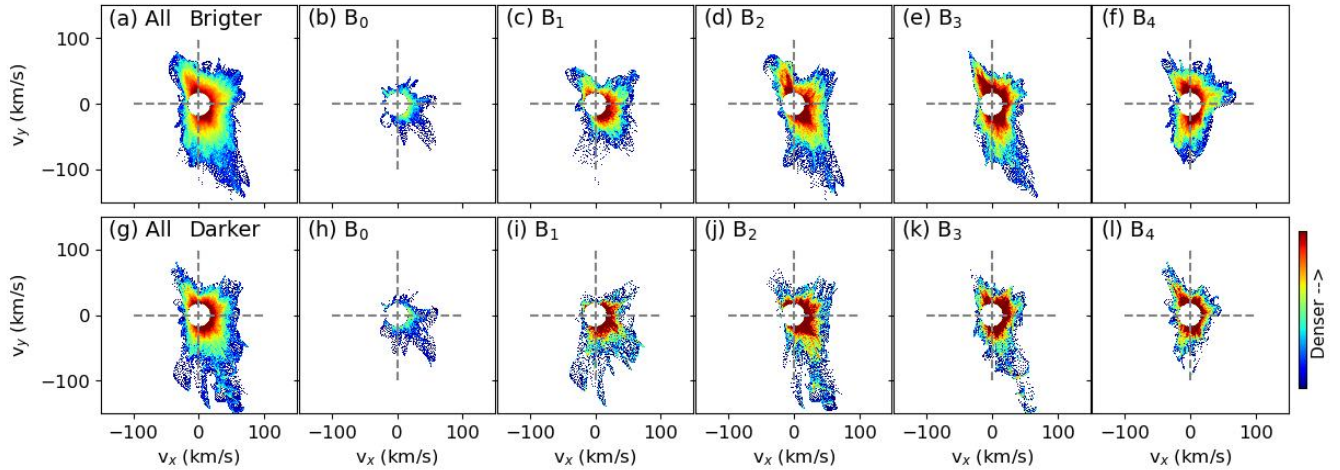 (a) All Brigter
(b) B₀
(c) B₁
(d) B₂
(e) B₃
(f) B₄
100
0
−100
v_y (km/s)
(g) All Darker
(h) B₀
(i) B₁
(j) B₂
(k) B₃
(l) B₄
100
0
−100
v_y (km/s)
Denser -->
−100 0 100
−100 0 100
−100 0 100
−100 0 100
−100 0 100
−100 0 100
vₓ (km/s)
vₓ (km/s)
vₓ (km/s)
vₓ (km/s)
vₓ (km/s)
vₓ (km/s)